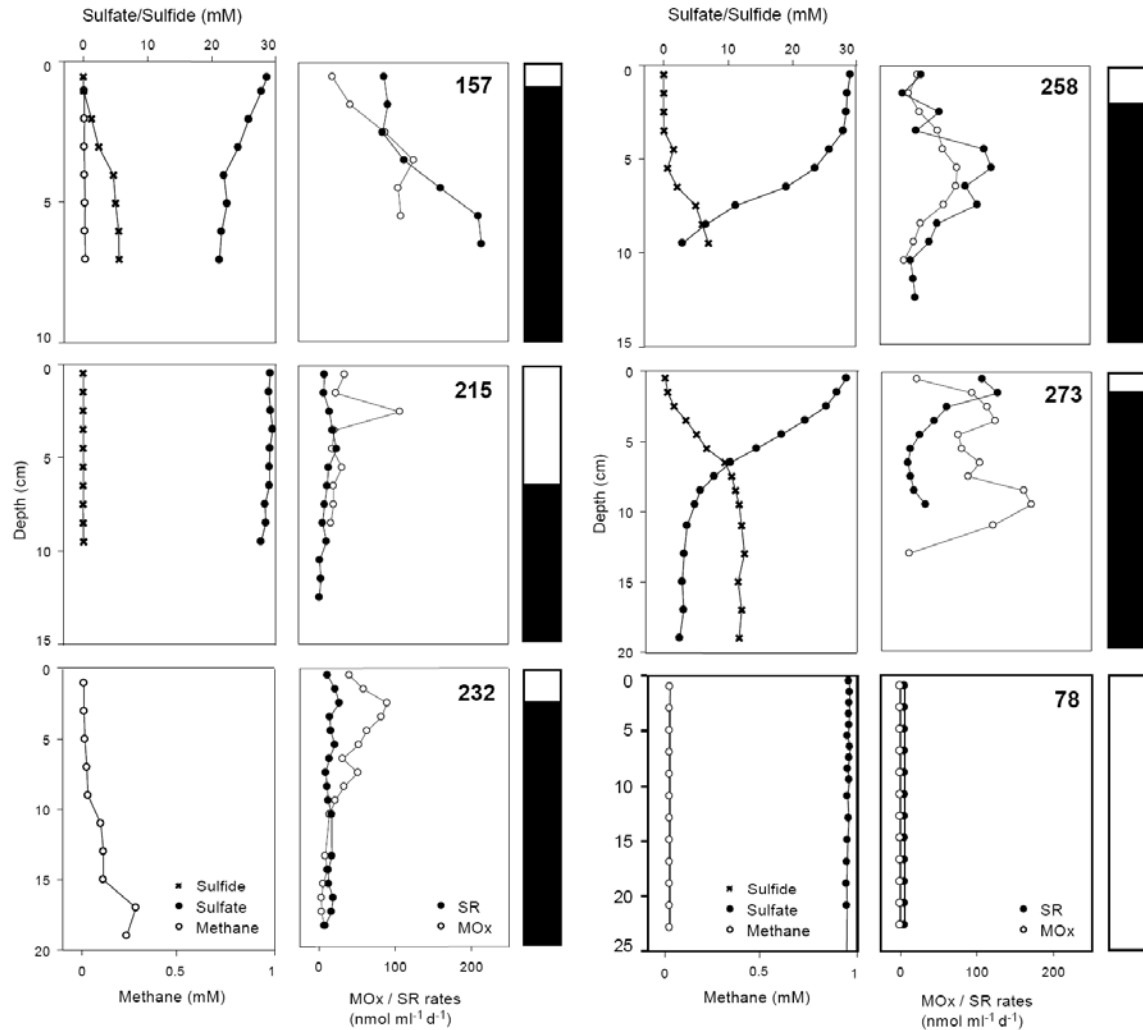 Sulfate/Sulfide (mM)
0 10 20 30
0
5
10
157
0
5
10
15
215
Depth (cm)
0
5
10
15
20
232
Sulfide
Sulfate
Methane
SR
MOx
0 0.5 1
Methane (mM)
0 100 200
MOx / SR rates
(nmol ml⁻¹ d⁻¹)
Sulfate/Sulfide (mM)
0 10 20 30
0
5
10
15
258
0
5
10
15
20
273
Depth (cm)
0
5
10
15
20
25
78
Sulfide
Sulfate
Methane
SR
MOx
0 0.5 1
Methane (mM)
0 100 200
MOx / SR rates
(nmol ml⁻¹ d⁻¹)